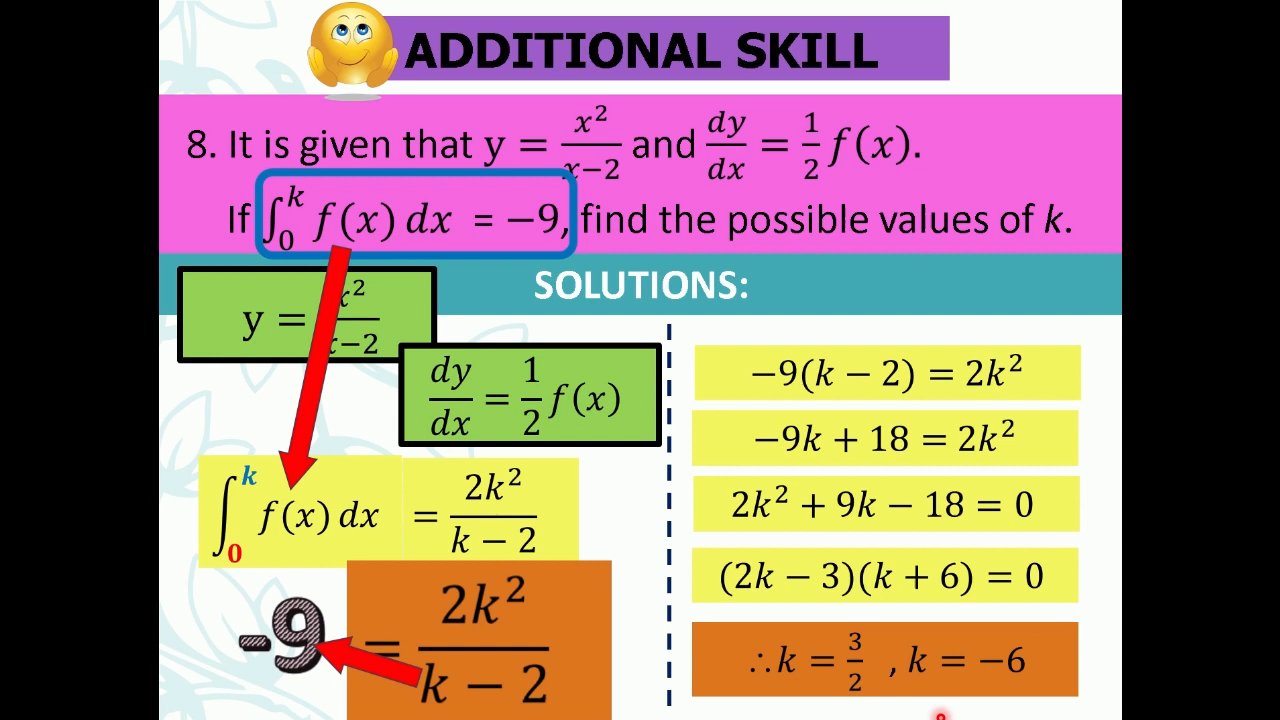 ADDITIONAL SKILL
8. It is given that y = x²/(x−2) and dy/dx = 1/2 f(x).
If ∫₀ᵏ f(x) dx = −9, find the possible values of k.
SOLUTIONS:
y = x²/(x−2)
dy/dx = 1/2 f(x)
∫₀ᵏ f(x) dx = 2k²/(k − 2)
-9 = 2k²/(k − 2)
−9(k − 2) = 2k²
−9k + 18 = 2k²
2k² + 9k − 18 = 0
(2k − 3)(k + 6) = 0
∴ k = 3/2 , k = −6